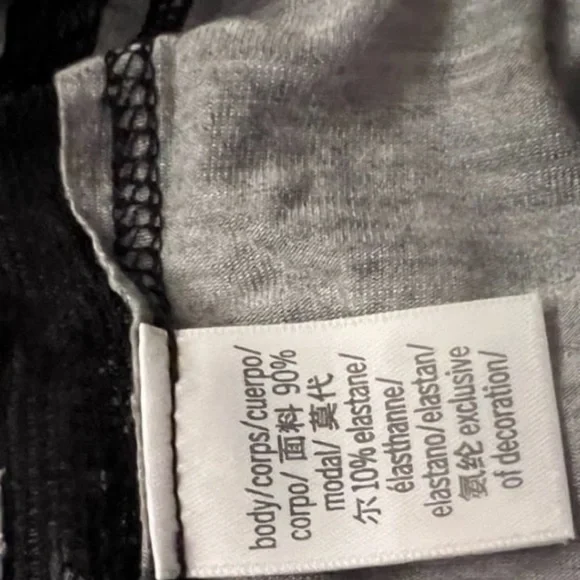 body/corps/cuerpo/
corpo/ 面料 90%
modal/ 莫代
尔 10% elastane/
élasthanne/
elastano/elastan/
氨纶 exclusive
of decoration/